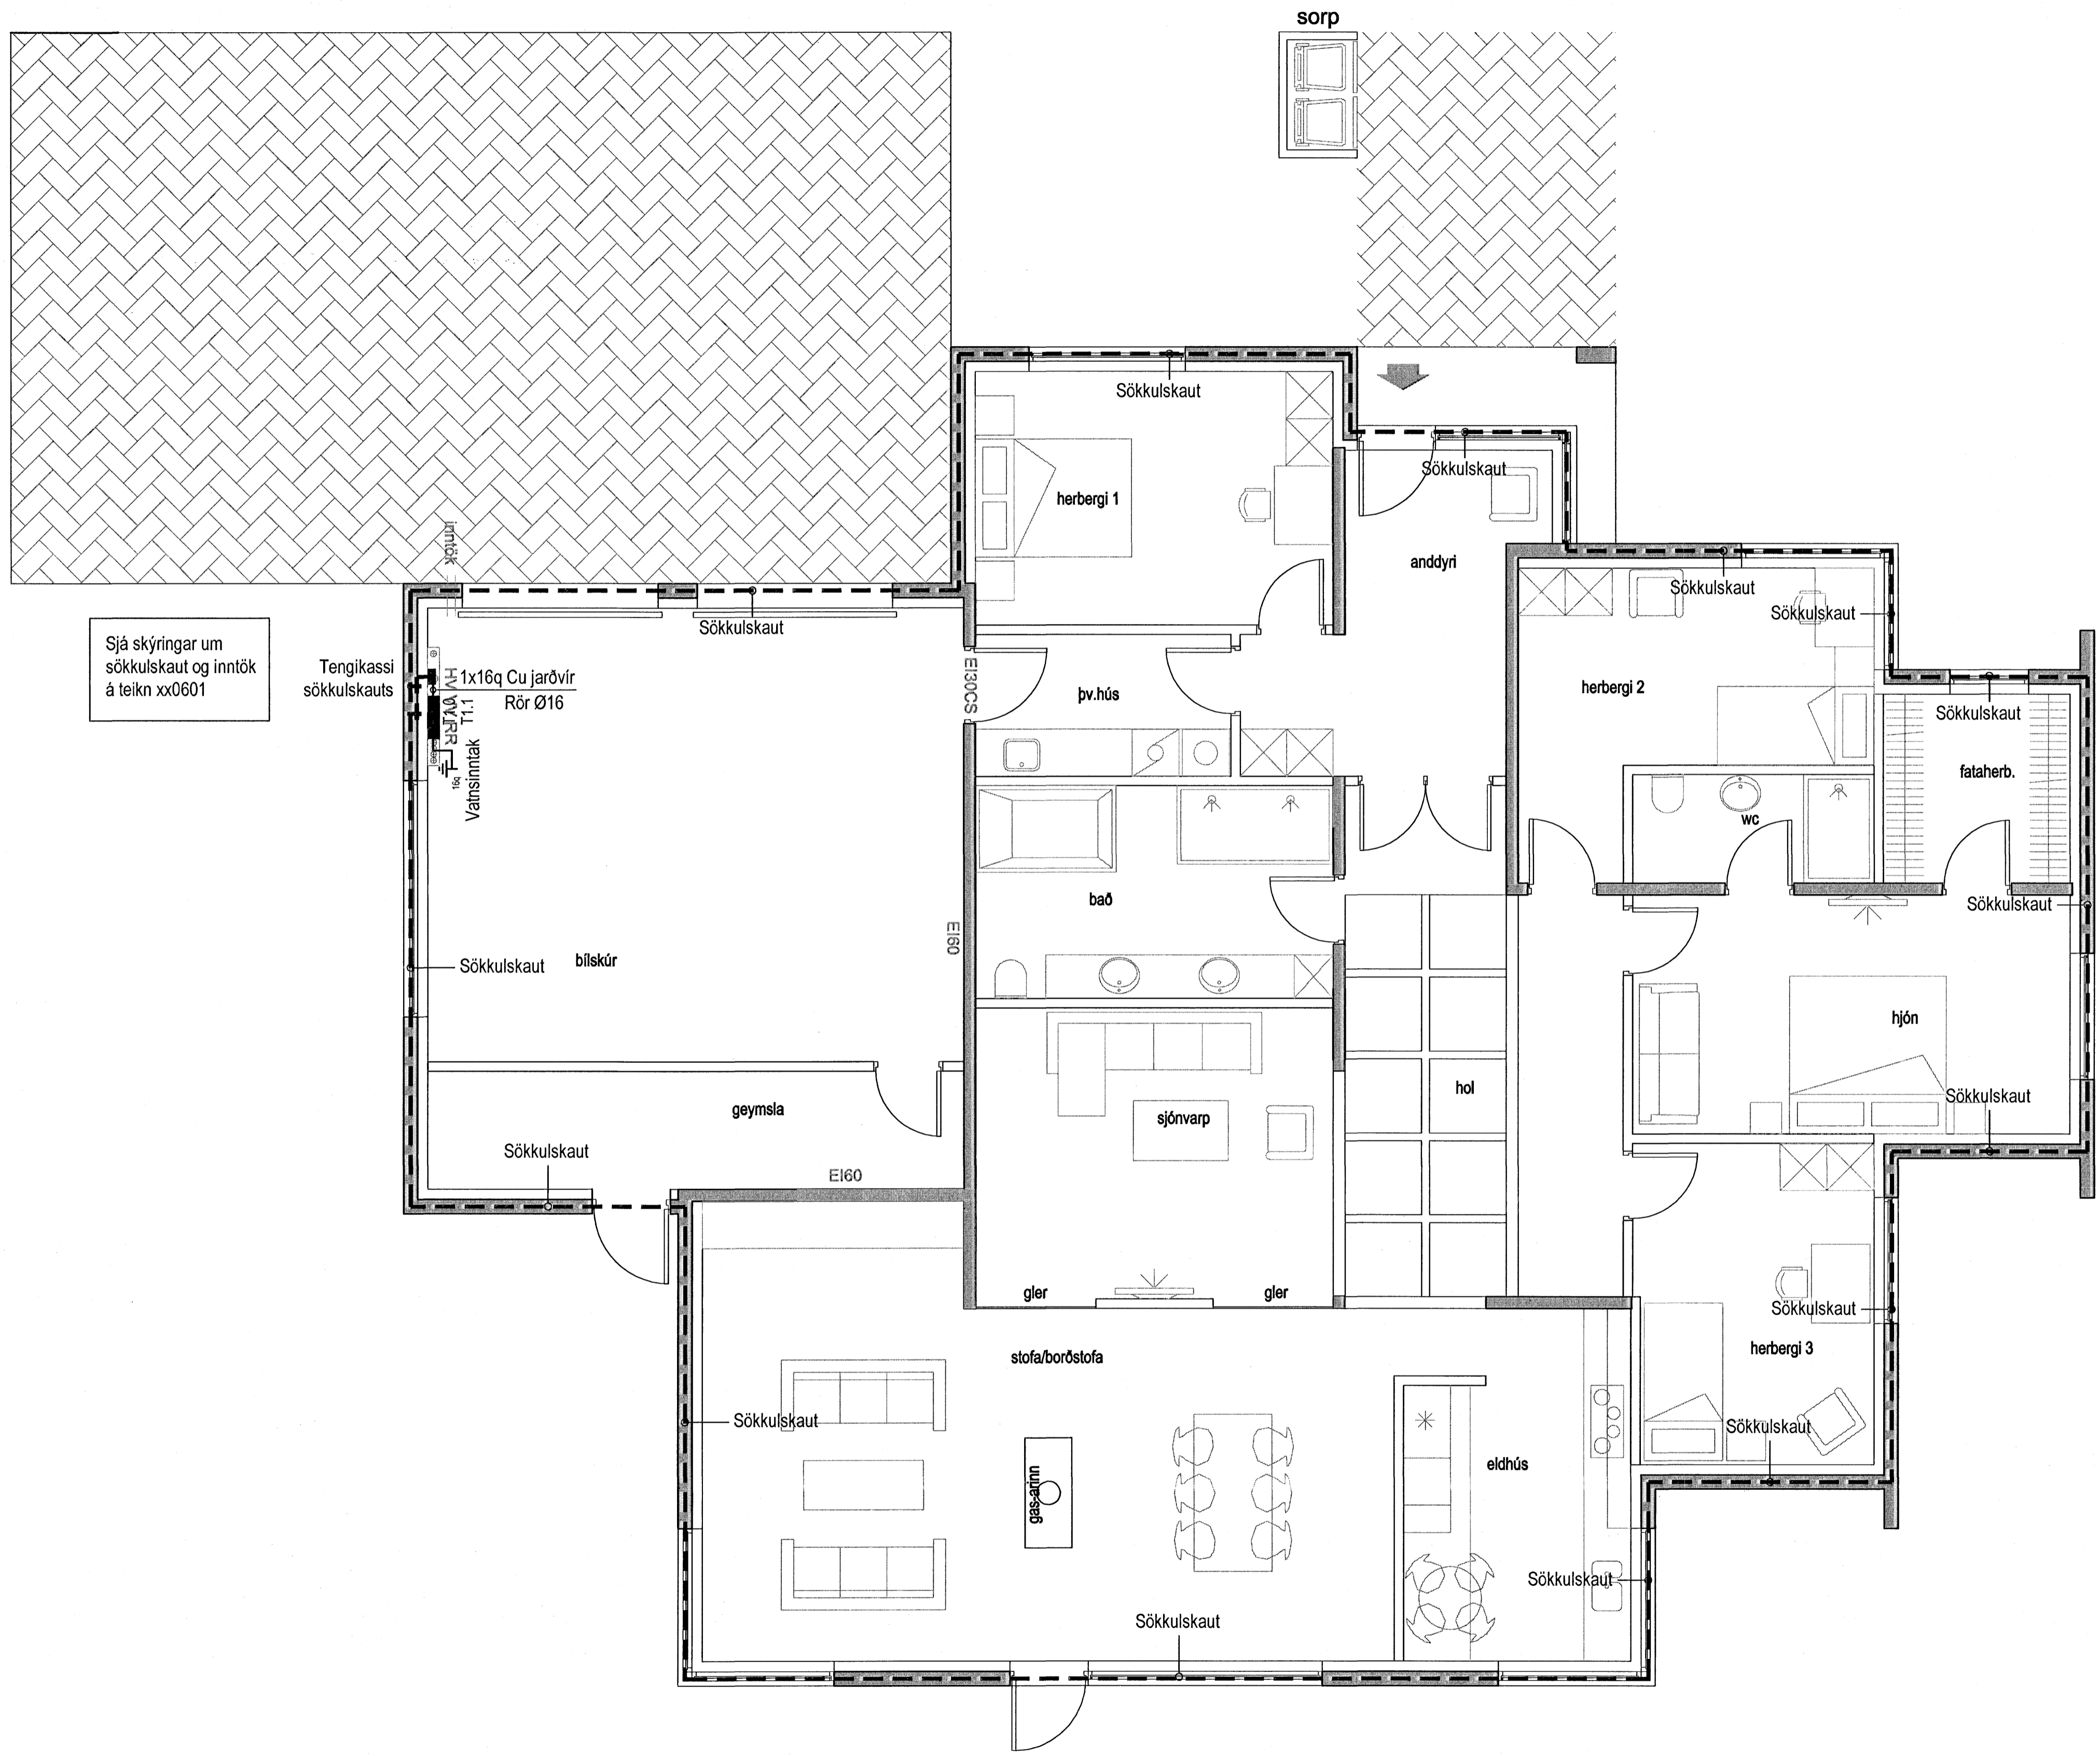 sorp
Sökkulskaut
Sökkulskaut
herbergi 1
inntök
anddyri
Sökkulskaut
Sökkulskaut
Sökkulskaut
Sjá skýringar um
sökkulskaut og inntök
á teikn xx0601
Tengikassi
sökkulskauts
1x16q Cu jarðvír
Rör Ø16
T1.1
16q
Vatnsinntak
EI30CS
þv.hús
herbergi 2
Sökkulskaut
fataherb.
wc
bað
Sökkulskaut
EI60
Sökkulskaut
bílskúr
hjón
hol
Sökkulskaut
geymsla
sjónvarp
Sökkulskaut
EI60
gler
gler
Sökkulskaut
herbergi 3
stofa/borðstofa
Sökkulskaut
Sökkulskaut
eldhús
gas-arinn
Sökkulskaut
Sökkulskaut